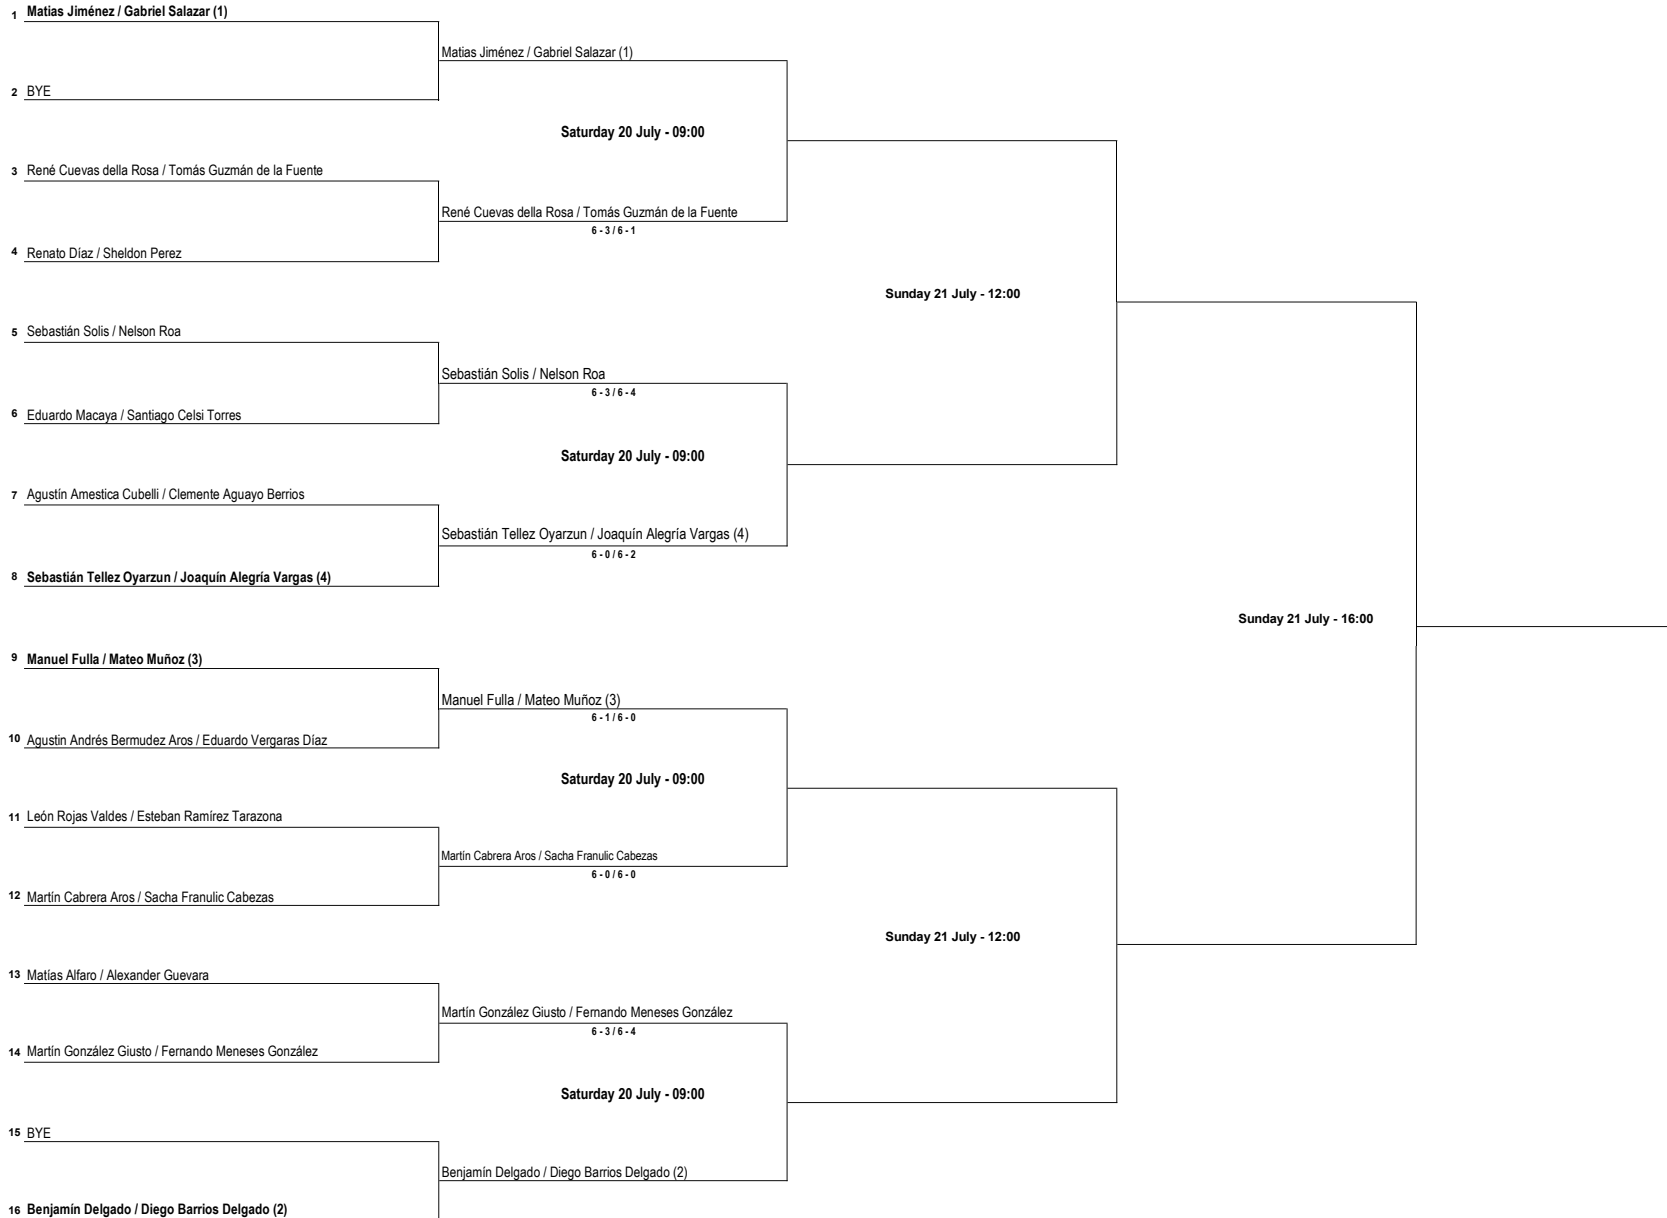 1 Matias Jiménez / Gabriel Salazar (1)
Matias Jiménez / Gabriel Salazar (1)
2 BYE
Saturday 20 July - 09:00
3 René Cuevas della Rosa / Tomás Guzmán de la Fuente
René Cuevas della Rosa / Tomás Guzmán de la Fuente
6 - 3 / 6 - 1
4 Renato Díaz / Sheldon Perez
Sunday 21 July - 12:00
5 Sebastián Solis / Nelson Roa
Sebastián Solis / Nelson Roa
6 - 3 / 6 - 4
6 Eduardo Macaya / Santiago Celsi Torres
Saturday 20 July - 09:00
7 Agustín Amestica Cubelli / Clemente Aguayo Berrios
Sebastián Tellez Oyarzun / Joaquín Alegría Vargas (4)
6 - 0 / 6 - 2
8 Sebastián Tellez Oyarzun / Joaquín Alegría Vargas (4)
Sunday 21 July - 16:00
9 Manuel Fulla / Mateo Muñoz (3)
Manuel Fulla / Mateo Muñoz (3)
6 - 1 / 6 - 0
10 Agustin Andrés Bermudez Aros / Eduardo Vergaras Díaz
Saturday 20 July - 09:00
11 León Rojas Valdes / Esteban Ramírez Tarazona
Martín Cabrera Aros / Sacha Franulic Cabezas
6 - 0 / 6 - 0
12 Martín Cabrera Aros / Sacha Franulic Cabezas
Sunday 21 July - 12:00
13 Matías Alfaro / Alexander Guevara
Martín González Giusto / Fernando Meneses González
6 - 3 / 6 - 4
14 Martín González Giusto / Fernando Meneses González
Saturday 20 July - 09:00
15 BYE
Benjamín Delgado / Diego Barrios Delgado (2)
16 Benjamín Delgado / Diego Barrios Delgado (2)